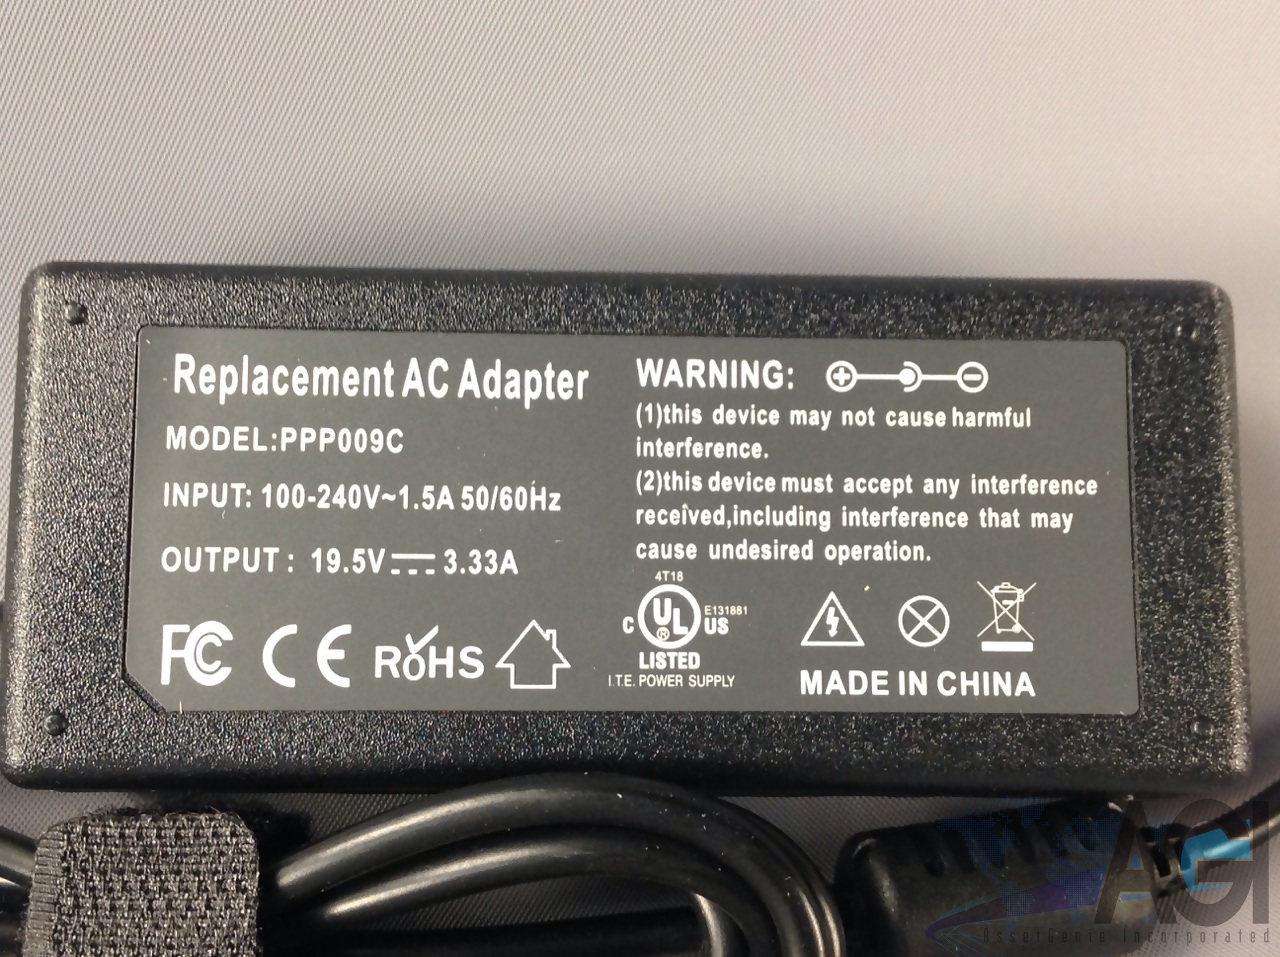 Replacement AC Adapter
MODEL:PPP009C
INPUT: 100-240V~1.5A 50/60Hz
OUTPUT : 19.5V 3.33A
FC CE RoHS
WARNING:
(1)this device may not cause harmful
interference.
(2)this device must accept any interference
received,including interference that may
cause undesired operation.
4T18
C UL ® US E131881
LISTED
I.T.E. POWER SUPPLY
MADE IN CHINA
AGI
AssetGenie Incorporated